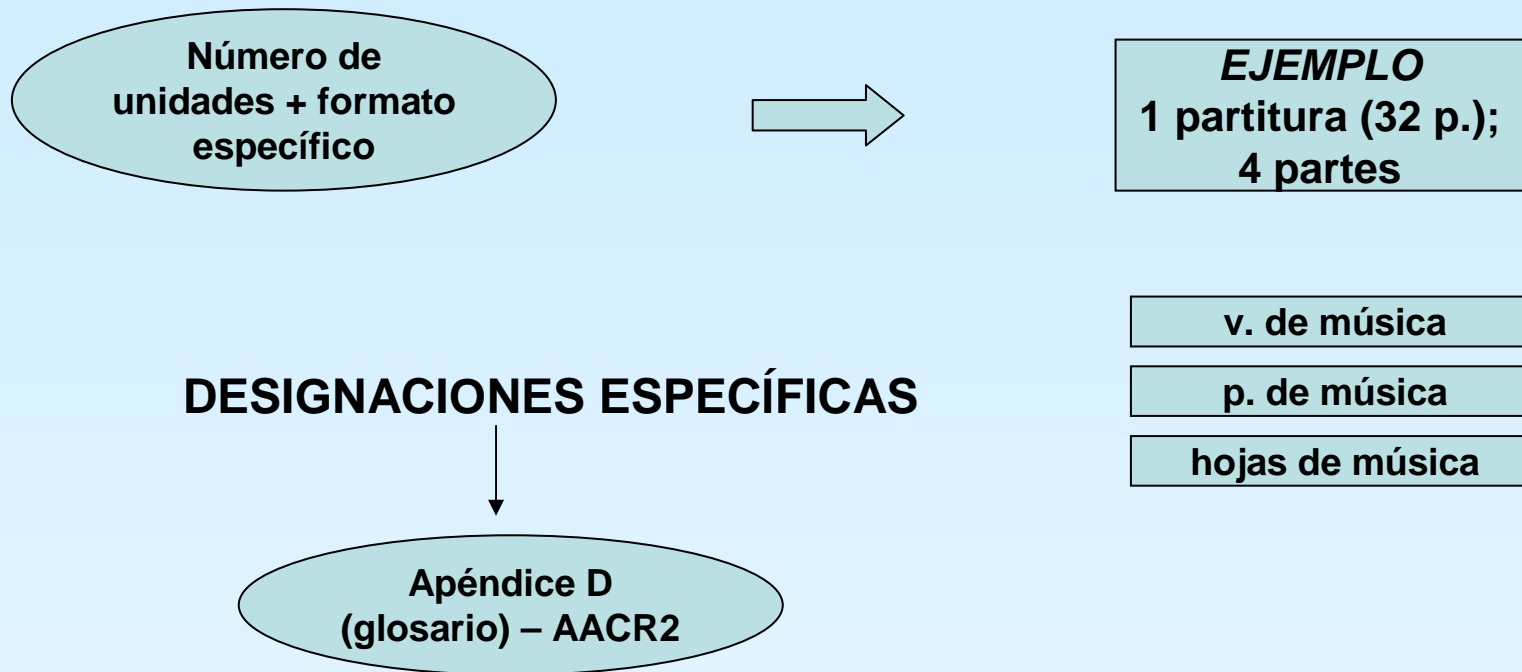 Número de
unidades + formato
específico
EJEMPLO
1 partitura (32 p.);
4 partes
v. de música
p. de música
hojas de música
DESIGNACIONES ESPECÍFICAS
Apéndice D
(glosario) – AACR2